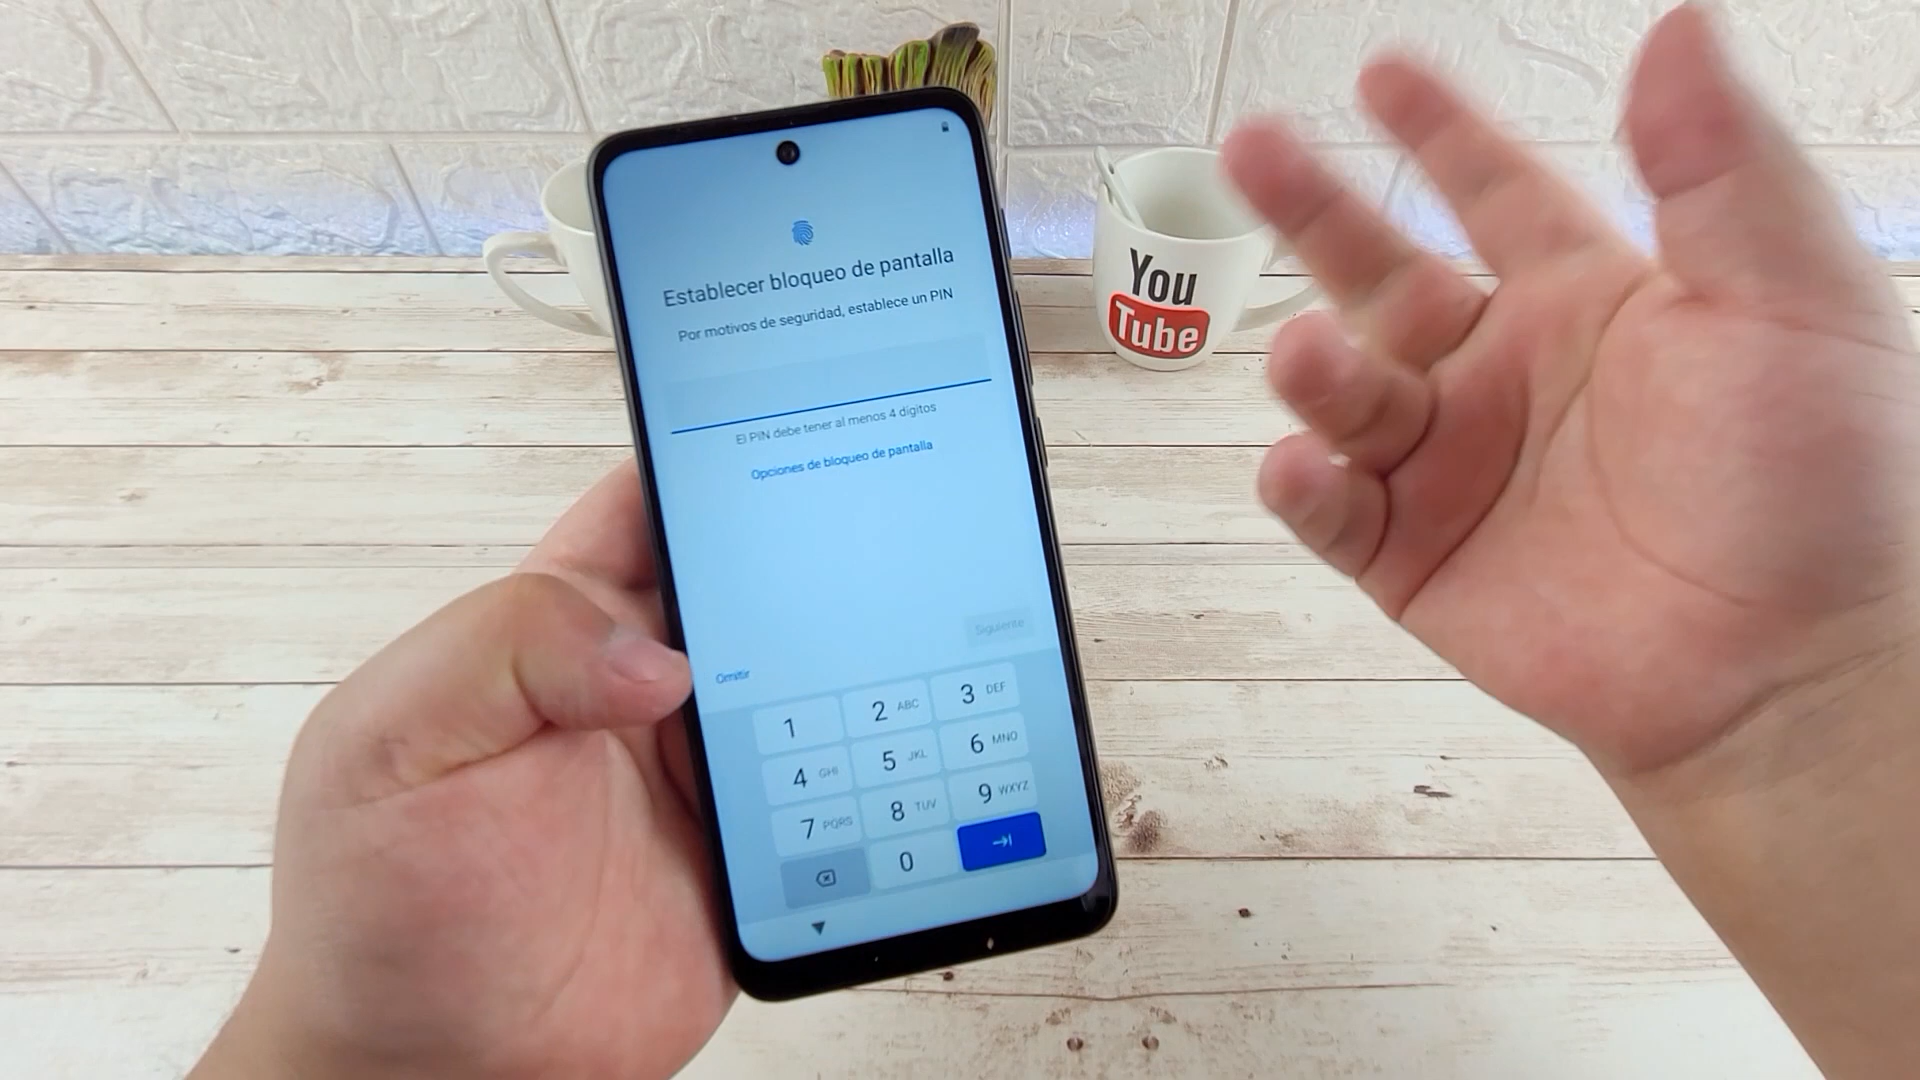 Establecer bloqueo de pantalla
Por motivos de seguridad, establece un PIN
El PIN debe tener al menos 4 dígitos
Opciones de bloqueo de pantalla
Siguiente
Omitir
1
2 ABC
3 DEF
4 GHI
5 JKL
6 MNO
7 PQRS
8 TUV
9 WXYZ
0
You
Tube